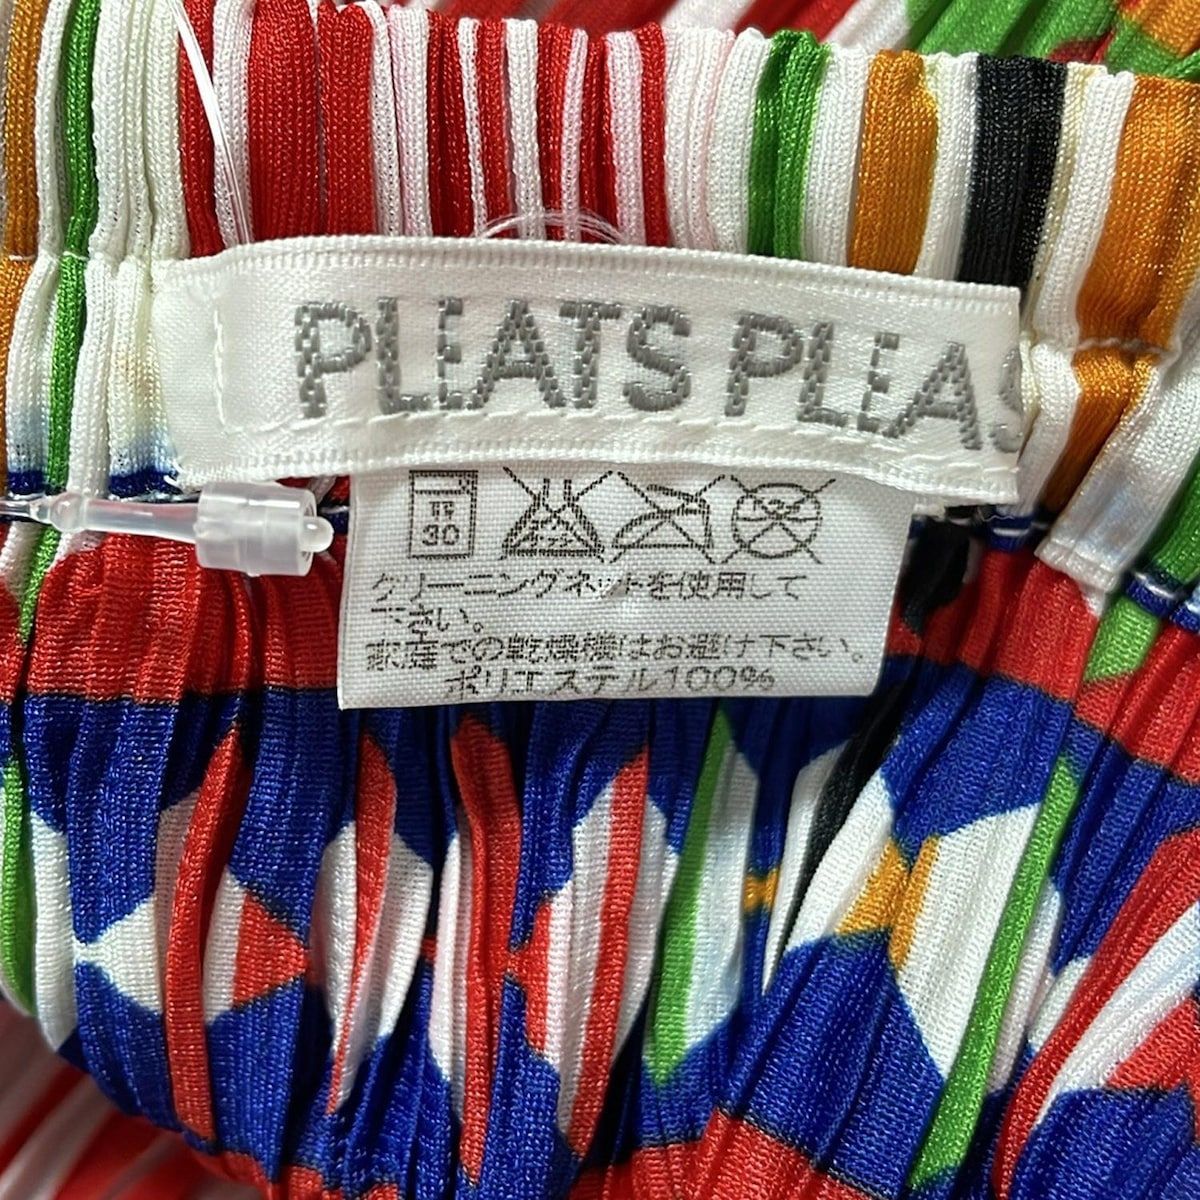 PLEATS PLEAS
30
クリーニングネットを使用して
下さい。
家庭での乾燥機はお避け下さい。
ポリエステル100%